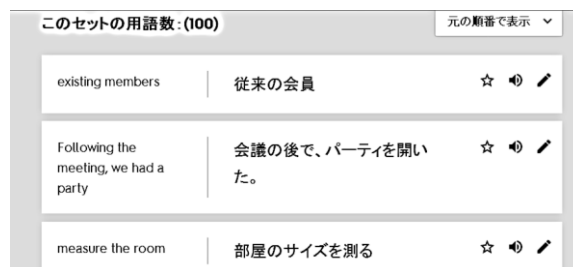 このセットの用語数:(100)
元の順番で表示
existing members
従来の会員
Following the
meeting, we had a
party
会議の後で、パーティを開い
た。
measure the room
部屋のサイズを測る